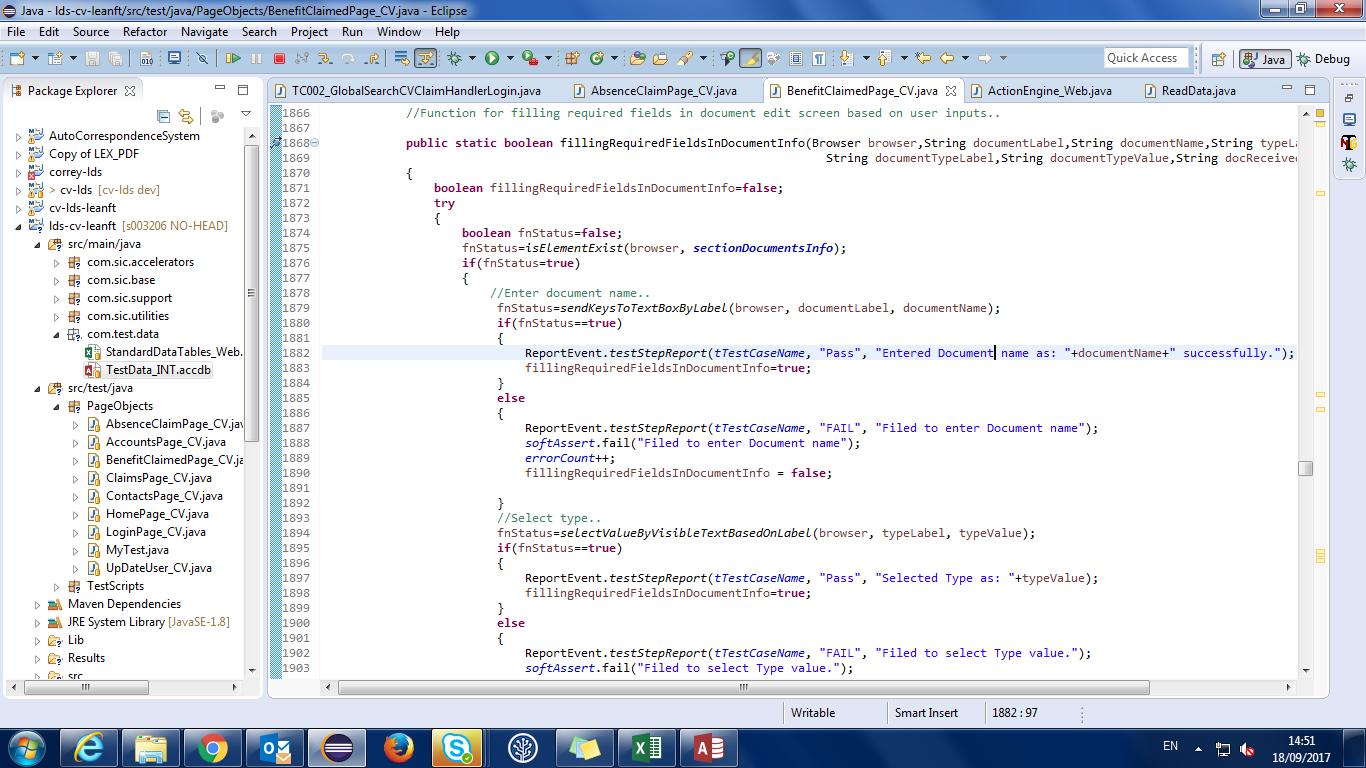 Java - lds-cv-leanft/src/test/java/PageObjects/BenefitClaimedPage_CV.java - Eclipse
File Edit Source Refactor Navigate Search Project Run Window Help
Quick Access Java Debug
Package Explorer
TC002_GlobalSearchCVClaimHandlerLogin.java AbsenceClaimPage_CV.java BenefitClaimedPage_CV.java ActionEngine_Web.java ReadData.java
AutoCorrespondenceSystem
Copy of LEX_PDF
correy-lds
> cv-lds [cv-lds dev]
cv-lds-leanft
lds-cv-leanft [s003206 NO-HEAD]
src/main/java
com.sic.accelerators
com.sic.base
com.sic.support
com.sic.utilities
com.test.data
StandardDataTables_Web.
TestData_INT.accdb
src/test/java
PageObjects
AbsenceClaimPage_CV.jav
AccountsPage_CV.java
BenefitClaimedPage_CV.ja
ClaimsPage_CV.java
ContactsPage_CV.java
HomePage_CV.java
LoginPage_CV.java
MyTest.java
UpDateUser_CV.java
TestScripts
Maven Dependencies
JRE System Library [JavaSE-1.8]
Lib
Results
src
1866 //Function for filling required fields in document edit screen based on user inputs..
1867
1868 public static boolean fillingRequiredFieldsInDocumentInfo(Browser browser,String documentLabel,String documentName,String typeLa
1869 String documentTypeLabel,String documentTypeValue,String docReceived
1870 {
1871 boolean fillingRequiredFieldsInDocumentInfo=false;
1872 try
1873 {
1874 boolean fnStatus=false;
1875 fnStatus=isElementExist(browser, sectionDocumentsInfo);
1876 if(fnStatus=true)
1877 {
1878 //Enter document name..
1879 fnStatus=sendKeysToTextBoxByLabel(browser, documentLabel, documentName);
1880 if(fnStatus==true)
1881 {
1882 ReportEvent.testStepReport(tTestCaseName, "Pass", "Entered Document name as: "+documentName+" successfully.");
1883 fillingRequiredFieldsInDocumentInfo=true;
1884 }
1885 else
1886 {
1887 ReportEvent.testStepReport(tTestCaseName, "FAIL", "Filed to enter Document name");
1888 softAssert.fail("Filed to enter Document name");
1889 errorCount++;
1890 fillingRequiredFieldsInDocumentInfo = false;
1891
1892 }
1893 //Select type..
1894 fnStatus=selectValueByVisibleTextBasedOnLabel(browser, typeLabel, typeValue);
1895 if(fnStatus==true)
1896 {
1897 ReportEvent.testStepReport(tTestCaseName, "Pass", "Selected Type as: "+typeValue);
1898 fillingRequiredFieldsInDocumentInfo=true;
1899 }
1900 else
1901 {
1902 ReportEvent.testStepReport(tTestCaseName, "FAIL", "Filed to select Type value.");
1903 softAssert.fail("Filed to select Type value.");
Writable Smart Insert 1882 : 97
EN 14:51
18/09/2017